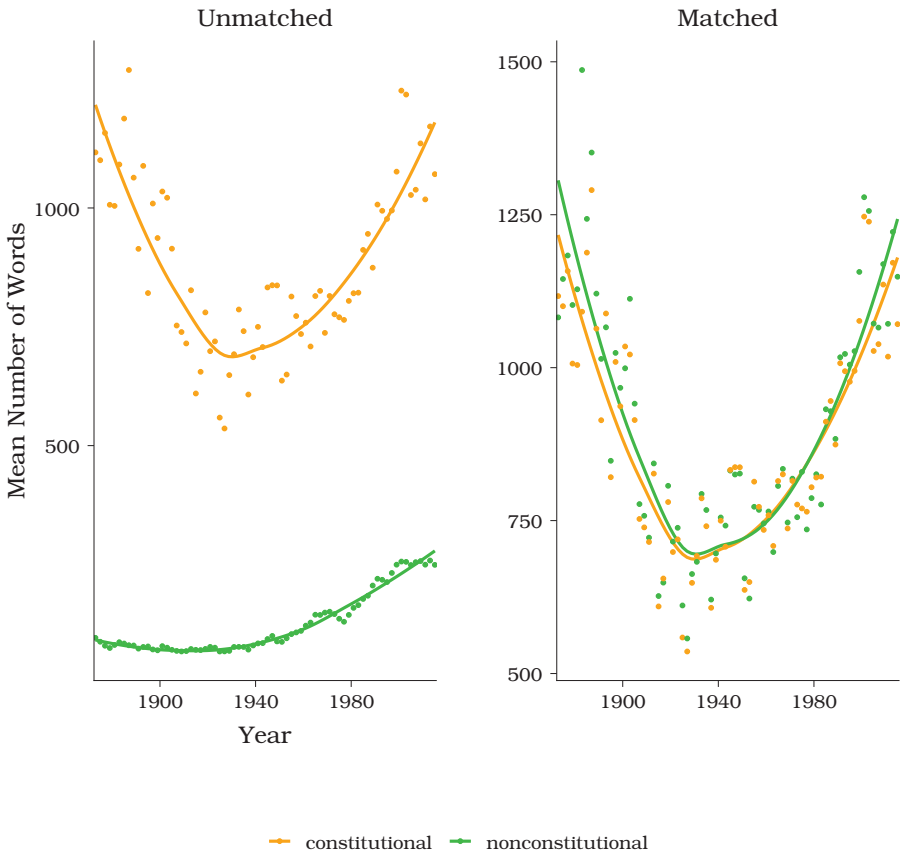 Unmatched
Matched
Mean Number of Words
1000
500
1900
1940
1980
Year
1500
1250
1000
750
500
1900
1940
1980
constitutional
nonconstitutional